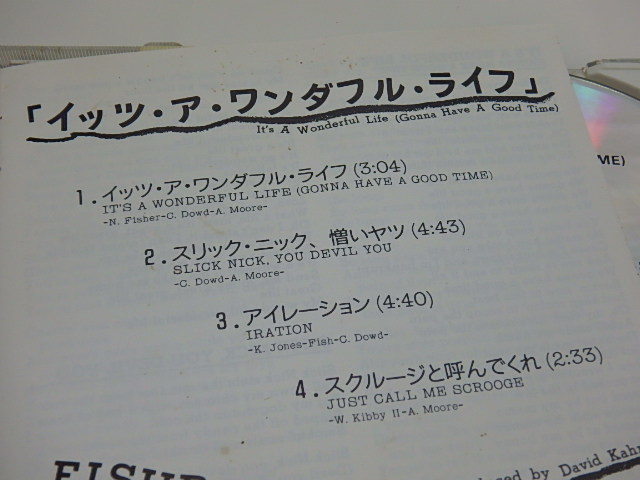 「イッツ・ア・ワンダフル・ライフ」
It's A Wonderful Life (Gonna Have A Good Time)
1.イッツ・ア・ワンダフル・ライフ(3:04)
IT'S A WONDERFUL LIFE (GONNA HAVE A GOOD TIME)
-N. Fisher-C. Dowd-A. Moore-
2.スリック・ニック、憎いヤツ(4:43)
SLICK NICK, YOU DEVIL YOU
-C. Dowd-A. Moore-
3.アイレーション(4:40)
IRATION
-K. Jones-Fish-C. Dowd-
4.スクルージと呼んでくれ(2:33)
JUST CALL ME SCROOGE
-W. Kibby II-A. Moore-
by David Kahn
ME)